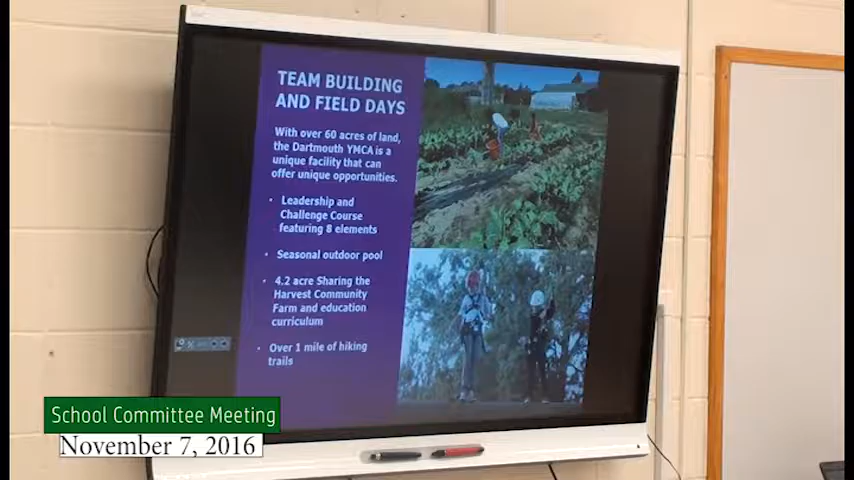 TEAM BUILDING
AND FIELD DAYS
With over 60 acres of land,
the Dartmouth YMCA is a
unique facility that can
offer unique opportunities.
• Leadership and
Challenge Course
featuring 8 elements
• Seasonal outdoor pool
• 4.2 acre Sharing the
Harvest Community
Farm and education
curriculum
• Over 1 mile of hiking
trails
School Committee Meeting
November 7, 2016